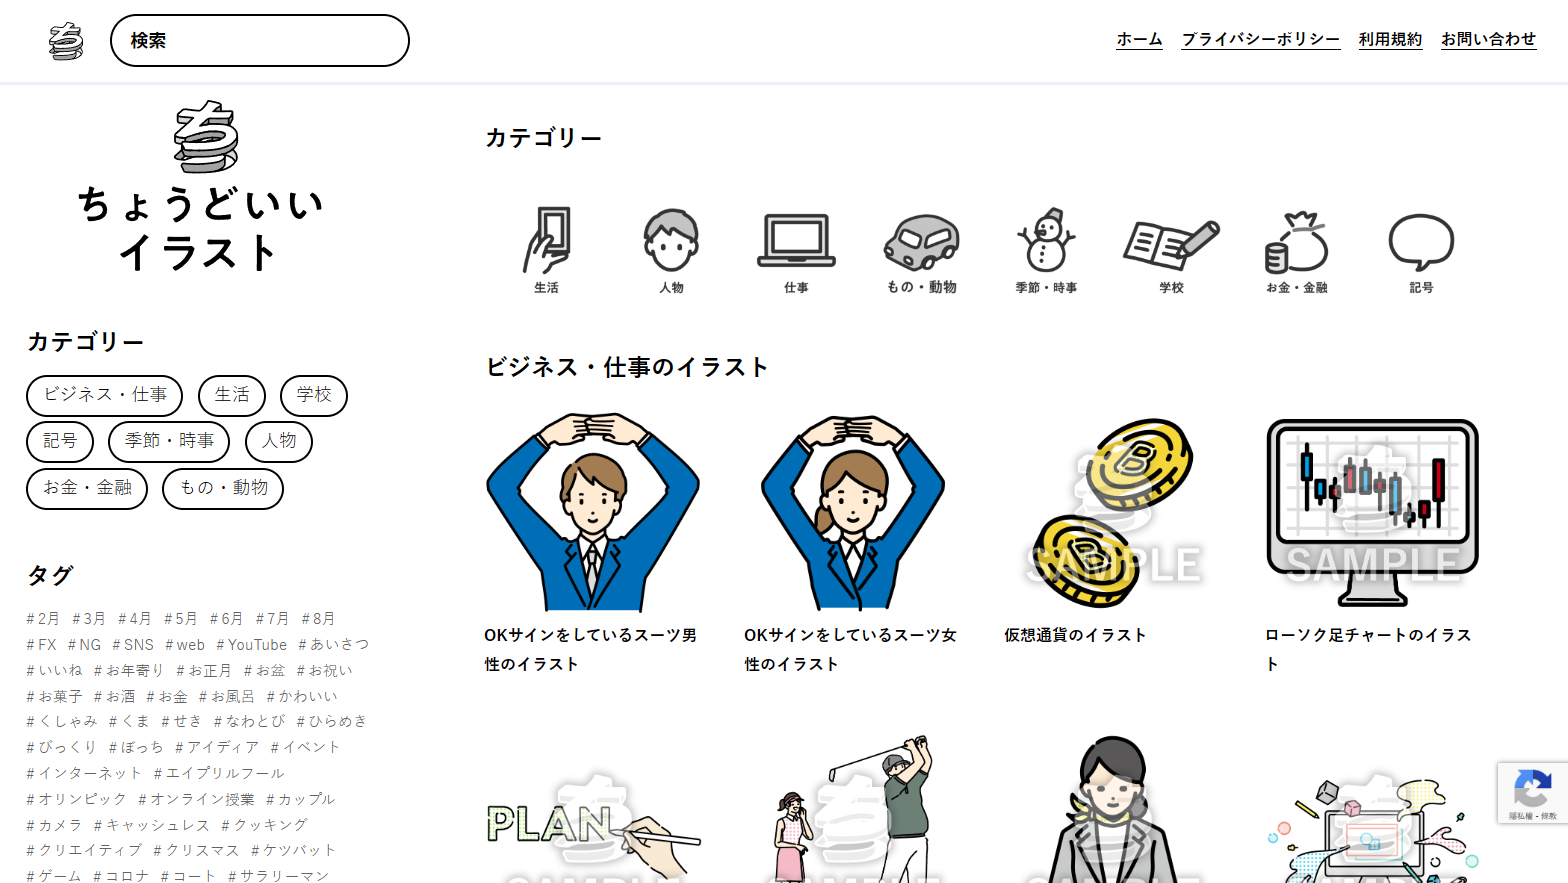 検索
ホーム プライバシーポリシー 利用規約 お問い合わせ
ちょうどいい
イラスト
カテゴリー
ビジネス・仕事 生活 学校
記号 季節・時事 人物
お金・金融 もの・動物
タグ
#2月 #3月 #4月 #5月 #6月 #7月 #8月
#FX #NG #SNS #web #YouTube #あいさつ
#いいね #お年寄り #お正月 #お盆 #お祝い
#お菓子 #お酒 #お金 #お風呂 #かわいい
#くしゃみ #くま #せき #なわとび #ひらめき
#びっくり #ぼっち #アイディア #イベント
#インターネット #エイプリルフール
#オリンピック #オンライン授業 #カップル
#カメラ #キャッシュレス #クッキング
#クリエイティブ #クリスマス #ケツバット
#ゲーム #コロナ #コート #サラリーマン
カテゴリー
生活 人物 仕事 もの・動物 季節・時事 学校 お金・金融 記号
ビジネス・仕事のイラスト
SAMPLE SAMPLE
OKサインをしているスーツ男
性のイラスト
OKサインをしているスーツ女
性のイラスト
仮想通貨のイラスト
ローソク足チャートのイラス
ト
PLAN
SAMPLE SAMPLE SAMPLE SAMPLE
隱私權・條款